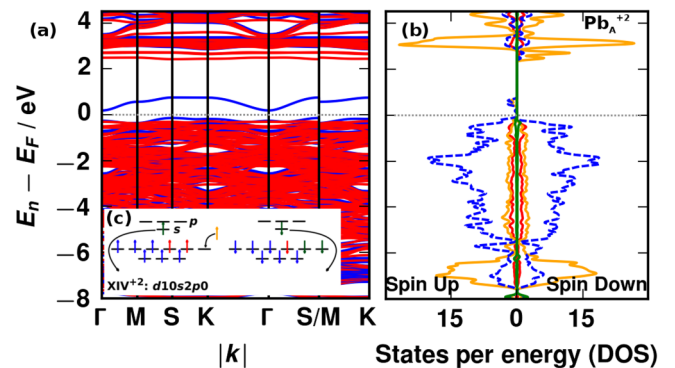 (a)
(b)
Pb_A^{+2}
4
2
0
−2
−4
−6
−8
E_n − E_F / eV
(c)
p
s
XIV^{+2}: d10s2p0
Spin Up
Spin Down
Γ M S K Γ S/M K
15 0 15
|k|
States per energy (DOS)